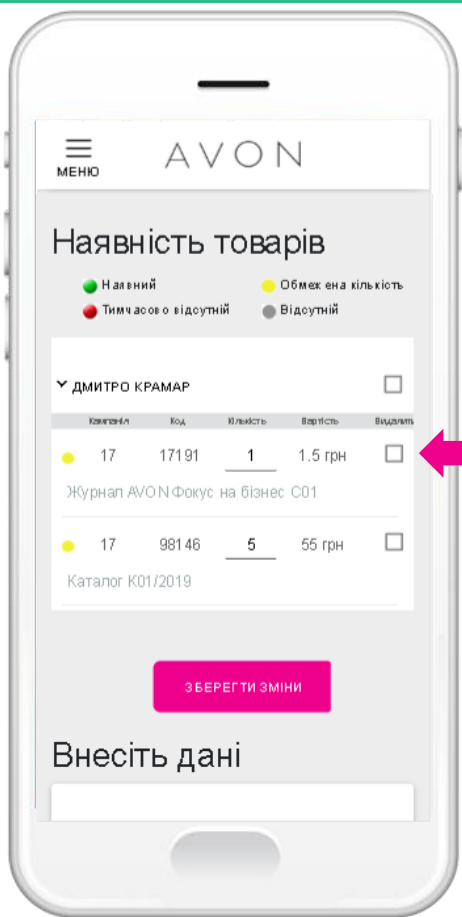 МЕНЮ
AVON
Наявність товарів
Наявний
Обмежена кількість
Тимчасово відсутній
Відсутній
ДМИТРО КРАМАР
Кампанія Код Кількість Вартість Видалити
17 17191 1 1.5 грн
Журнал AVON Фокус на бізнес С01
17 98146 5 55 грн
Каталог К01/2019
ЗБЕРЕГТИ ЗМІНИ
Внесіть дані